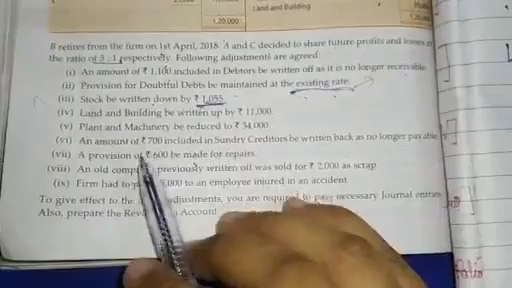 Land and Building
1,20,000
B retires from the firm on 1st April, 2018. A and C decided to share future profits and losses in
the ratio of 5 : 1 respectively. Following adjustments are agreed:
(i) An amount of ₹ 1,100 included in Debtors be written off as it is no longer receivable.
(ii) Provision for Doubtful Debts be maintained at the existing rate.
(iii) Stock be written down by ₹ 1,055.
(iv) Land and Building be written up by ₹ 11,000.
(v) Plant and Machinery be reduced to ₹ 34,000.
(vi) An amount of ₹ 700 included in Sundry Creditors be written back as no longer payable.
(vii) A provision of ₹ 600 be made for repairs.
(viii) An old previously written off was sold for ₹ 2,000 as scrap.
(ix) Firm had to to an employee injured in an accident
To give effect to the adjustments, you are required to pass necessary Journal entries
Also, prepare the Account